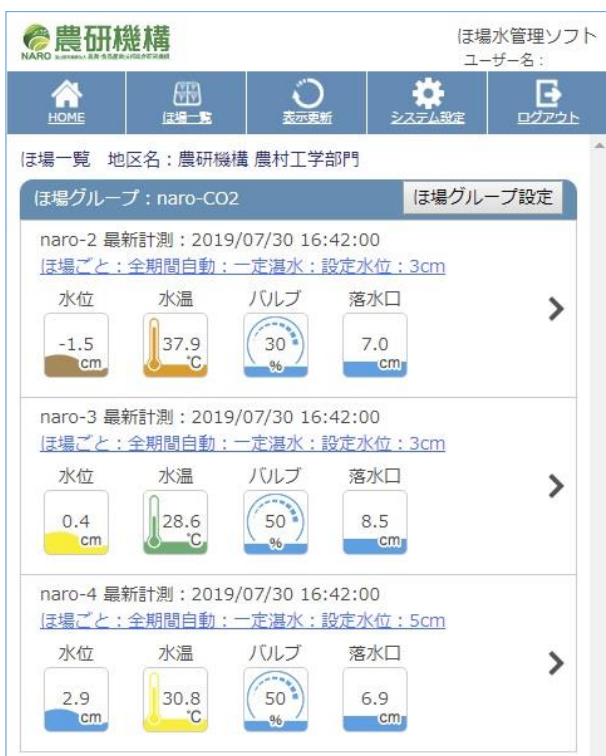 農研機構
NARO
ほ場水管理ソフト
ユーザー名：
HOME
ほ場一覧
表示更新
システム設定
ログアウト
ほ場一覧 地区名：農研機構 農村工学部門
ほ場グループ：naro-CO2
ほ場グループ設定
naro-2 最新計測：2019/07/30 16:42:00
ほ場ごと：全期間自動：一定湛水：設定水位：3cm
水位 水温 バルブ 落水口
-1.5 37.9 30 7.0
cm ℃ % cm
naro-3 最新計測：2019/07/30 16:42:00
ほ場ごと：全期間自動：一定湛水：設定水位：3cm
水位 水温 バルブ 落水口
0.4 28.6 50 8.5
cm ℃ % cm
naro-4 最新計測：2019/07/30 16:42:00
ほ場ごと：全期間自動：一定湛水：設定水位：5cm
水位 水温 バルブ 落水口
2.9 30.8 50 6.9
cm ℃ % cm